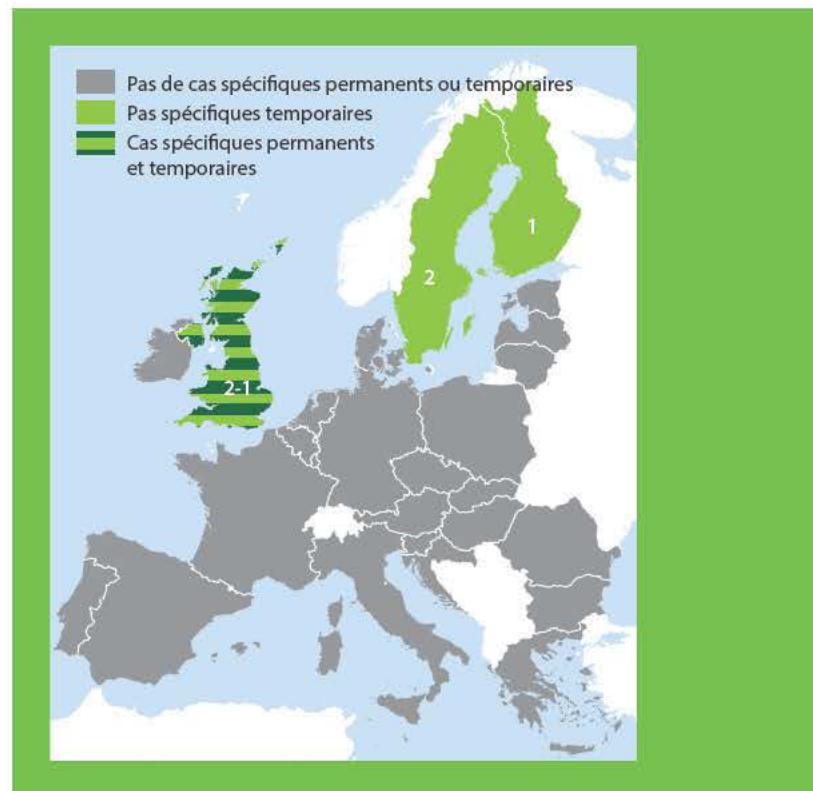 Pas de cas spécifiques permanents ou temporaires
Pas spécifiques temporaires
Cas spécifiques permanents
et temporaires
1
2
2-1